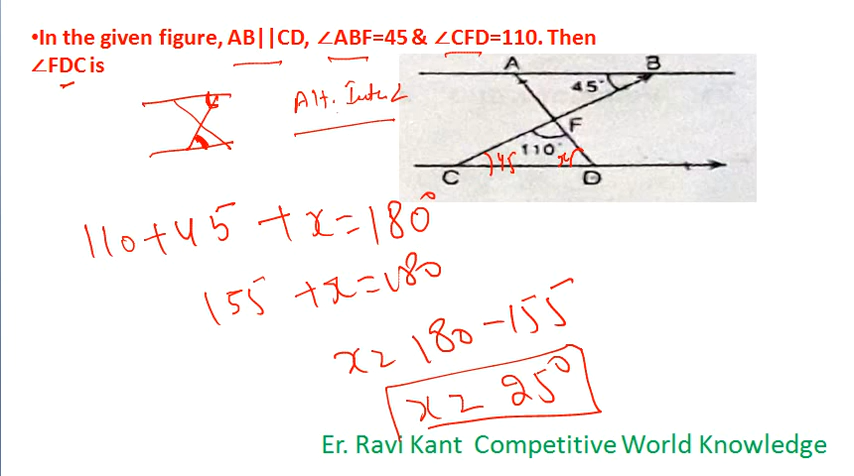 •In the given figure, AB||CD, ∠ABF=45 & ∠CFD=110. Then
∠FDC is
Alt. Inter ∠
A B
45°
F
110°
45 x
C D
110+45 +x=180°
155 +x=180
x= 180-155
x= 25°
Er. Ravi Kant Competitive World Knowledge